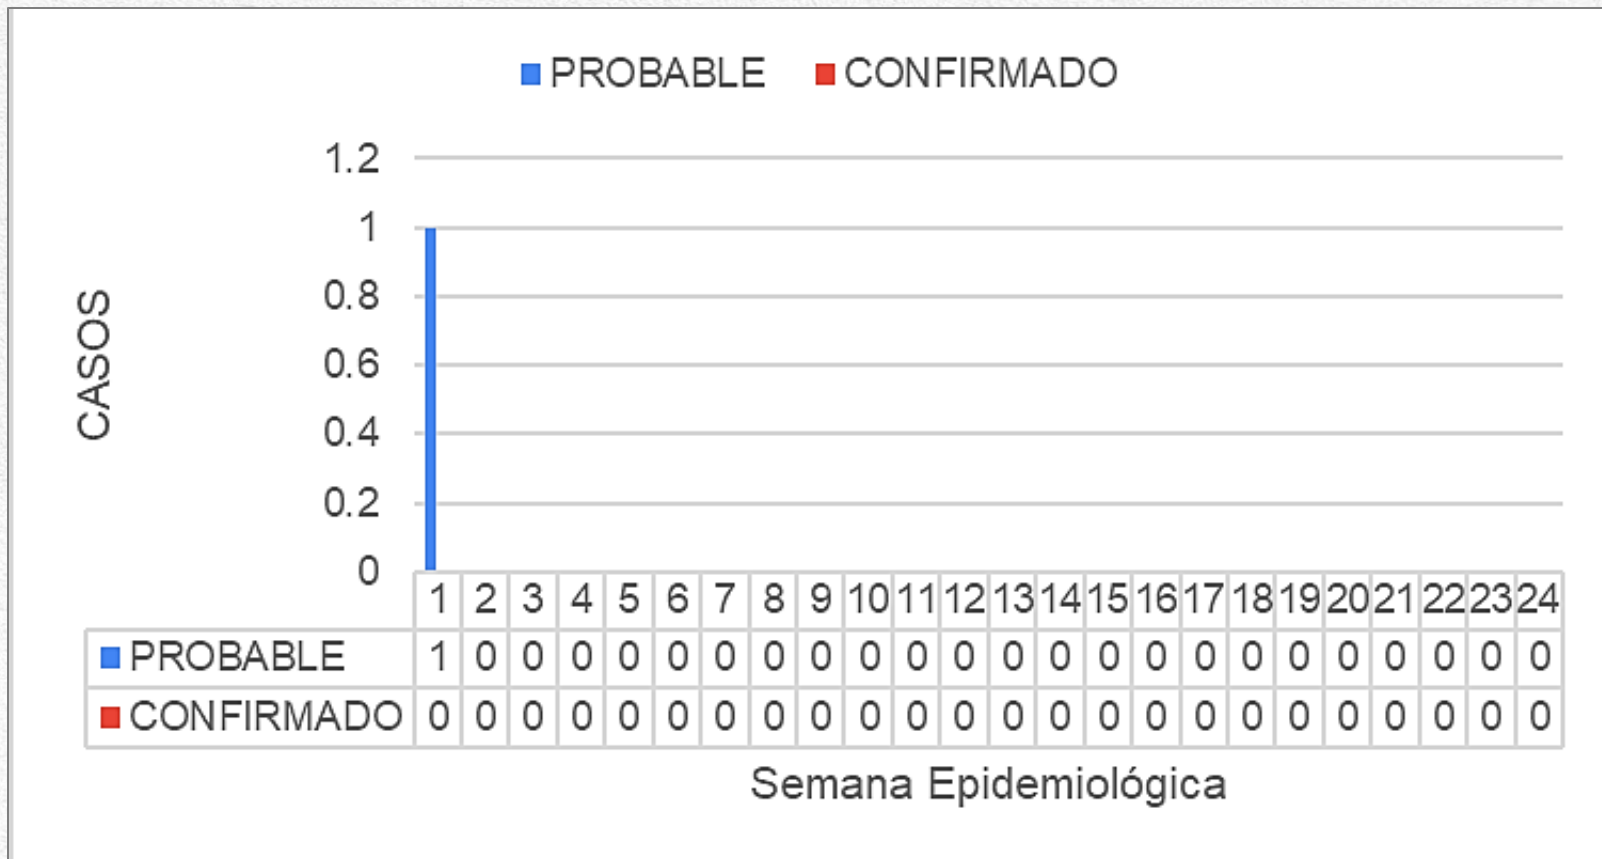 PROBABLE CONFIRMADO
1.2
1
0.8
0.6
0.4
0.2
0
CASOS
1 2 3 4 5 6 7 8 9 10 11 12 13 14 15 16 17 18 19 20 21 22 23 24
PROBABLE 1 0 0 0 0 0 0 0 0 0 0 0 0 0 0 0 0 0 0 0 0 0 0 0
CONFIRMADO 0 0 0 0 0 0 0 0 0 0 0 0 0 0 0 0 0 0 0 0 0 0 0 0
Semana Epidemiológica